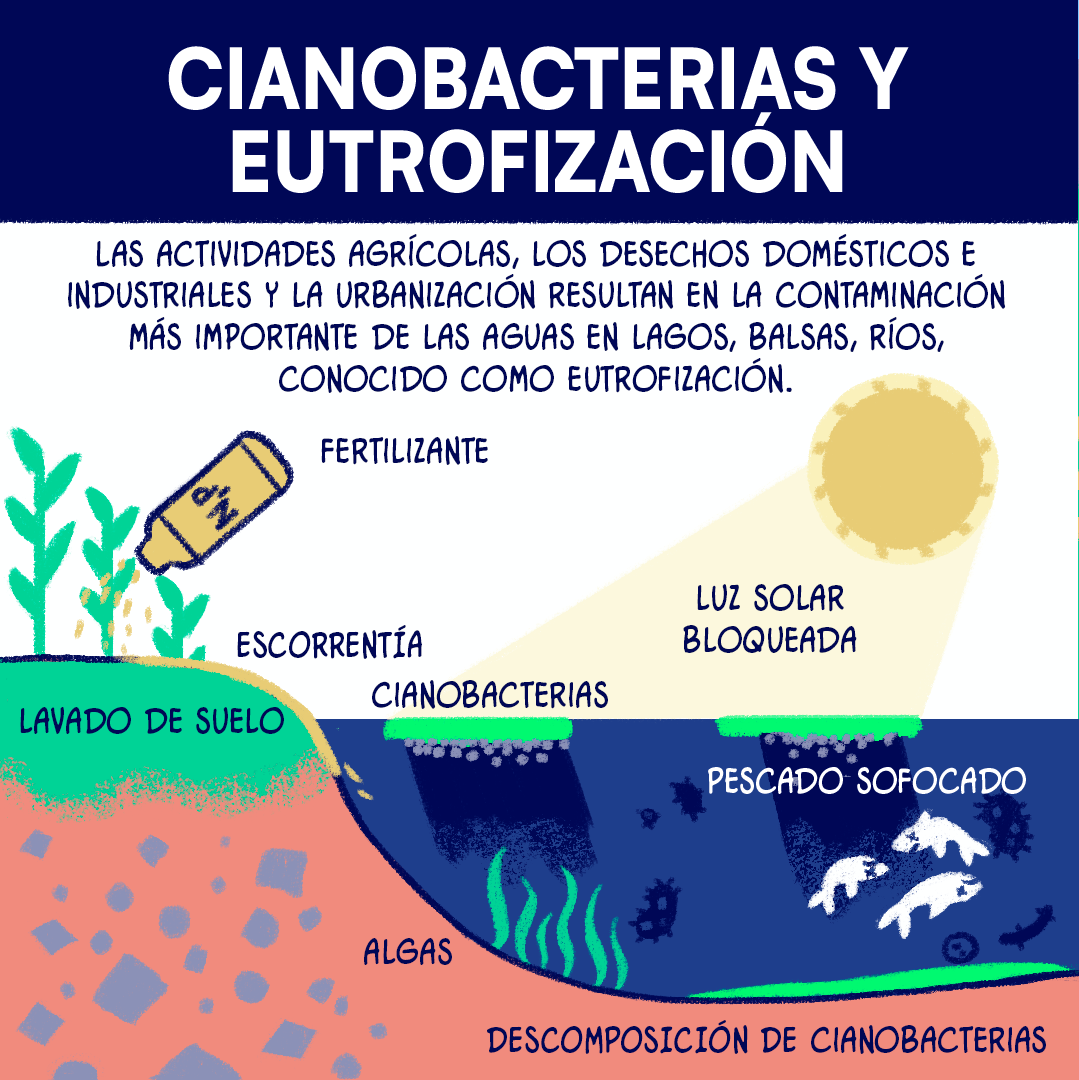 CIANOBACTERIAS Y
EUTROFIZACIÓN
LAS ACTIVIDADES AGRÍCOLAS, LOS DESECHOS DOMÉSTICOS E
INDUSTRIALES Y LA URBANIZACIÓN RESULTAN EN LA CONTAMINACIÓN
MÁS IMPORTANTE DE LAS AGUAS EN LAGOS, BALSAS, RÍOS,
CONOCIDO COMO EUTROFIZACIÓN.
FERTILIZANTE
P,
N
LUZ SOLAR
BLOQUEADA
ESCORRENTÍA
CIANOBACTERIAS
LAVADO DE SUELO
PESCADO SOFOCADO
ALGAS
DESCOMPOSICIÓN DE CIANOBACTERIAS